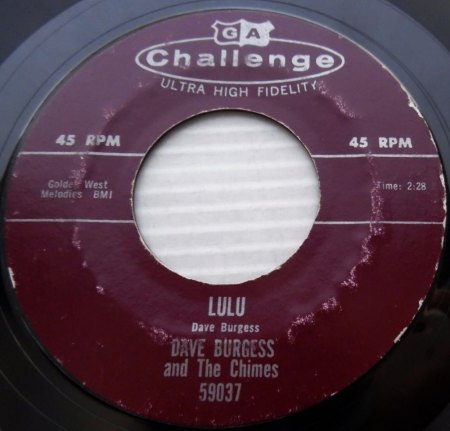 GA
Challenge
ULTRA HIGH FIDELITY
45 RPM
45 RPM
Golden West
Melodies BMI
Time: 2:28
LULU
Dave Burgess
DAVE BURGESS
and The Chimes
59037